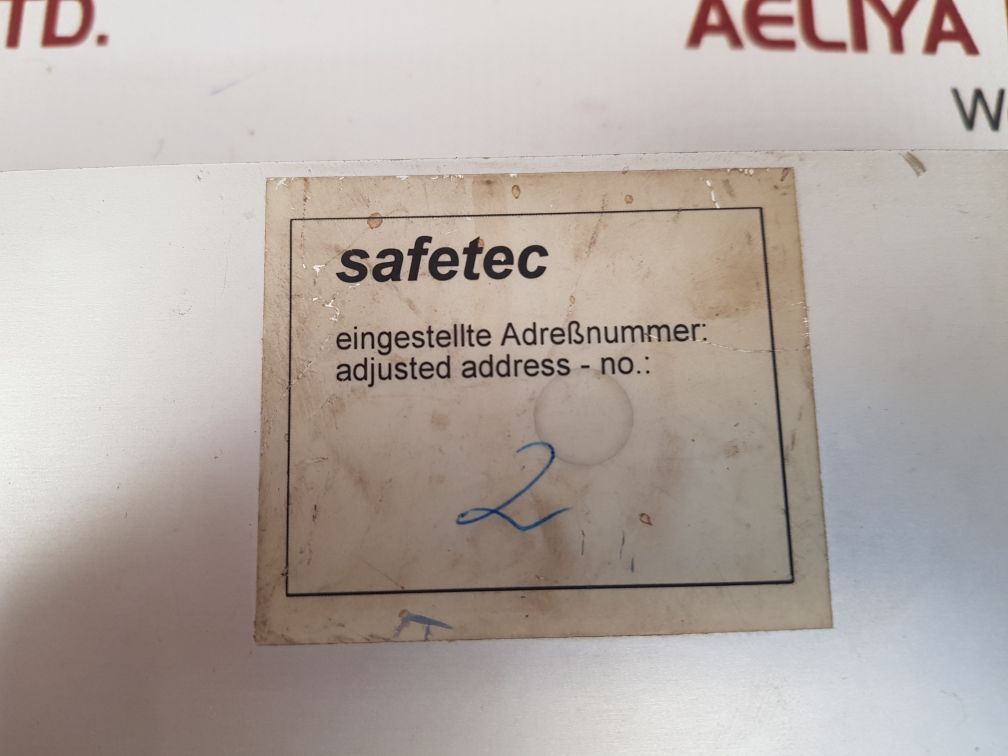 TD.
AELIYA
W
safetec
eingestellte Adreßnummer:
adjusted address - no.:
2